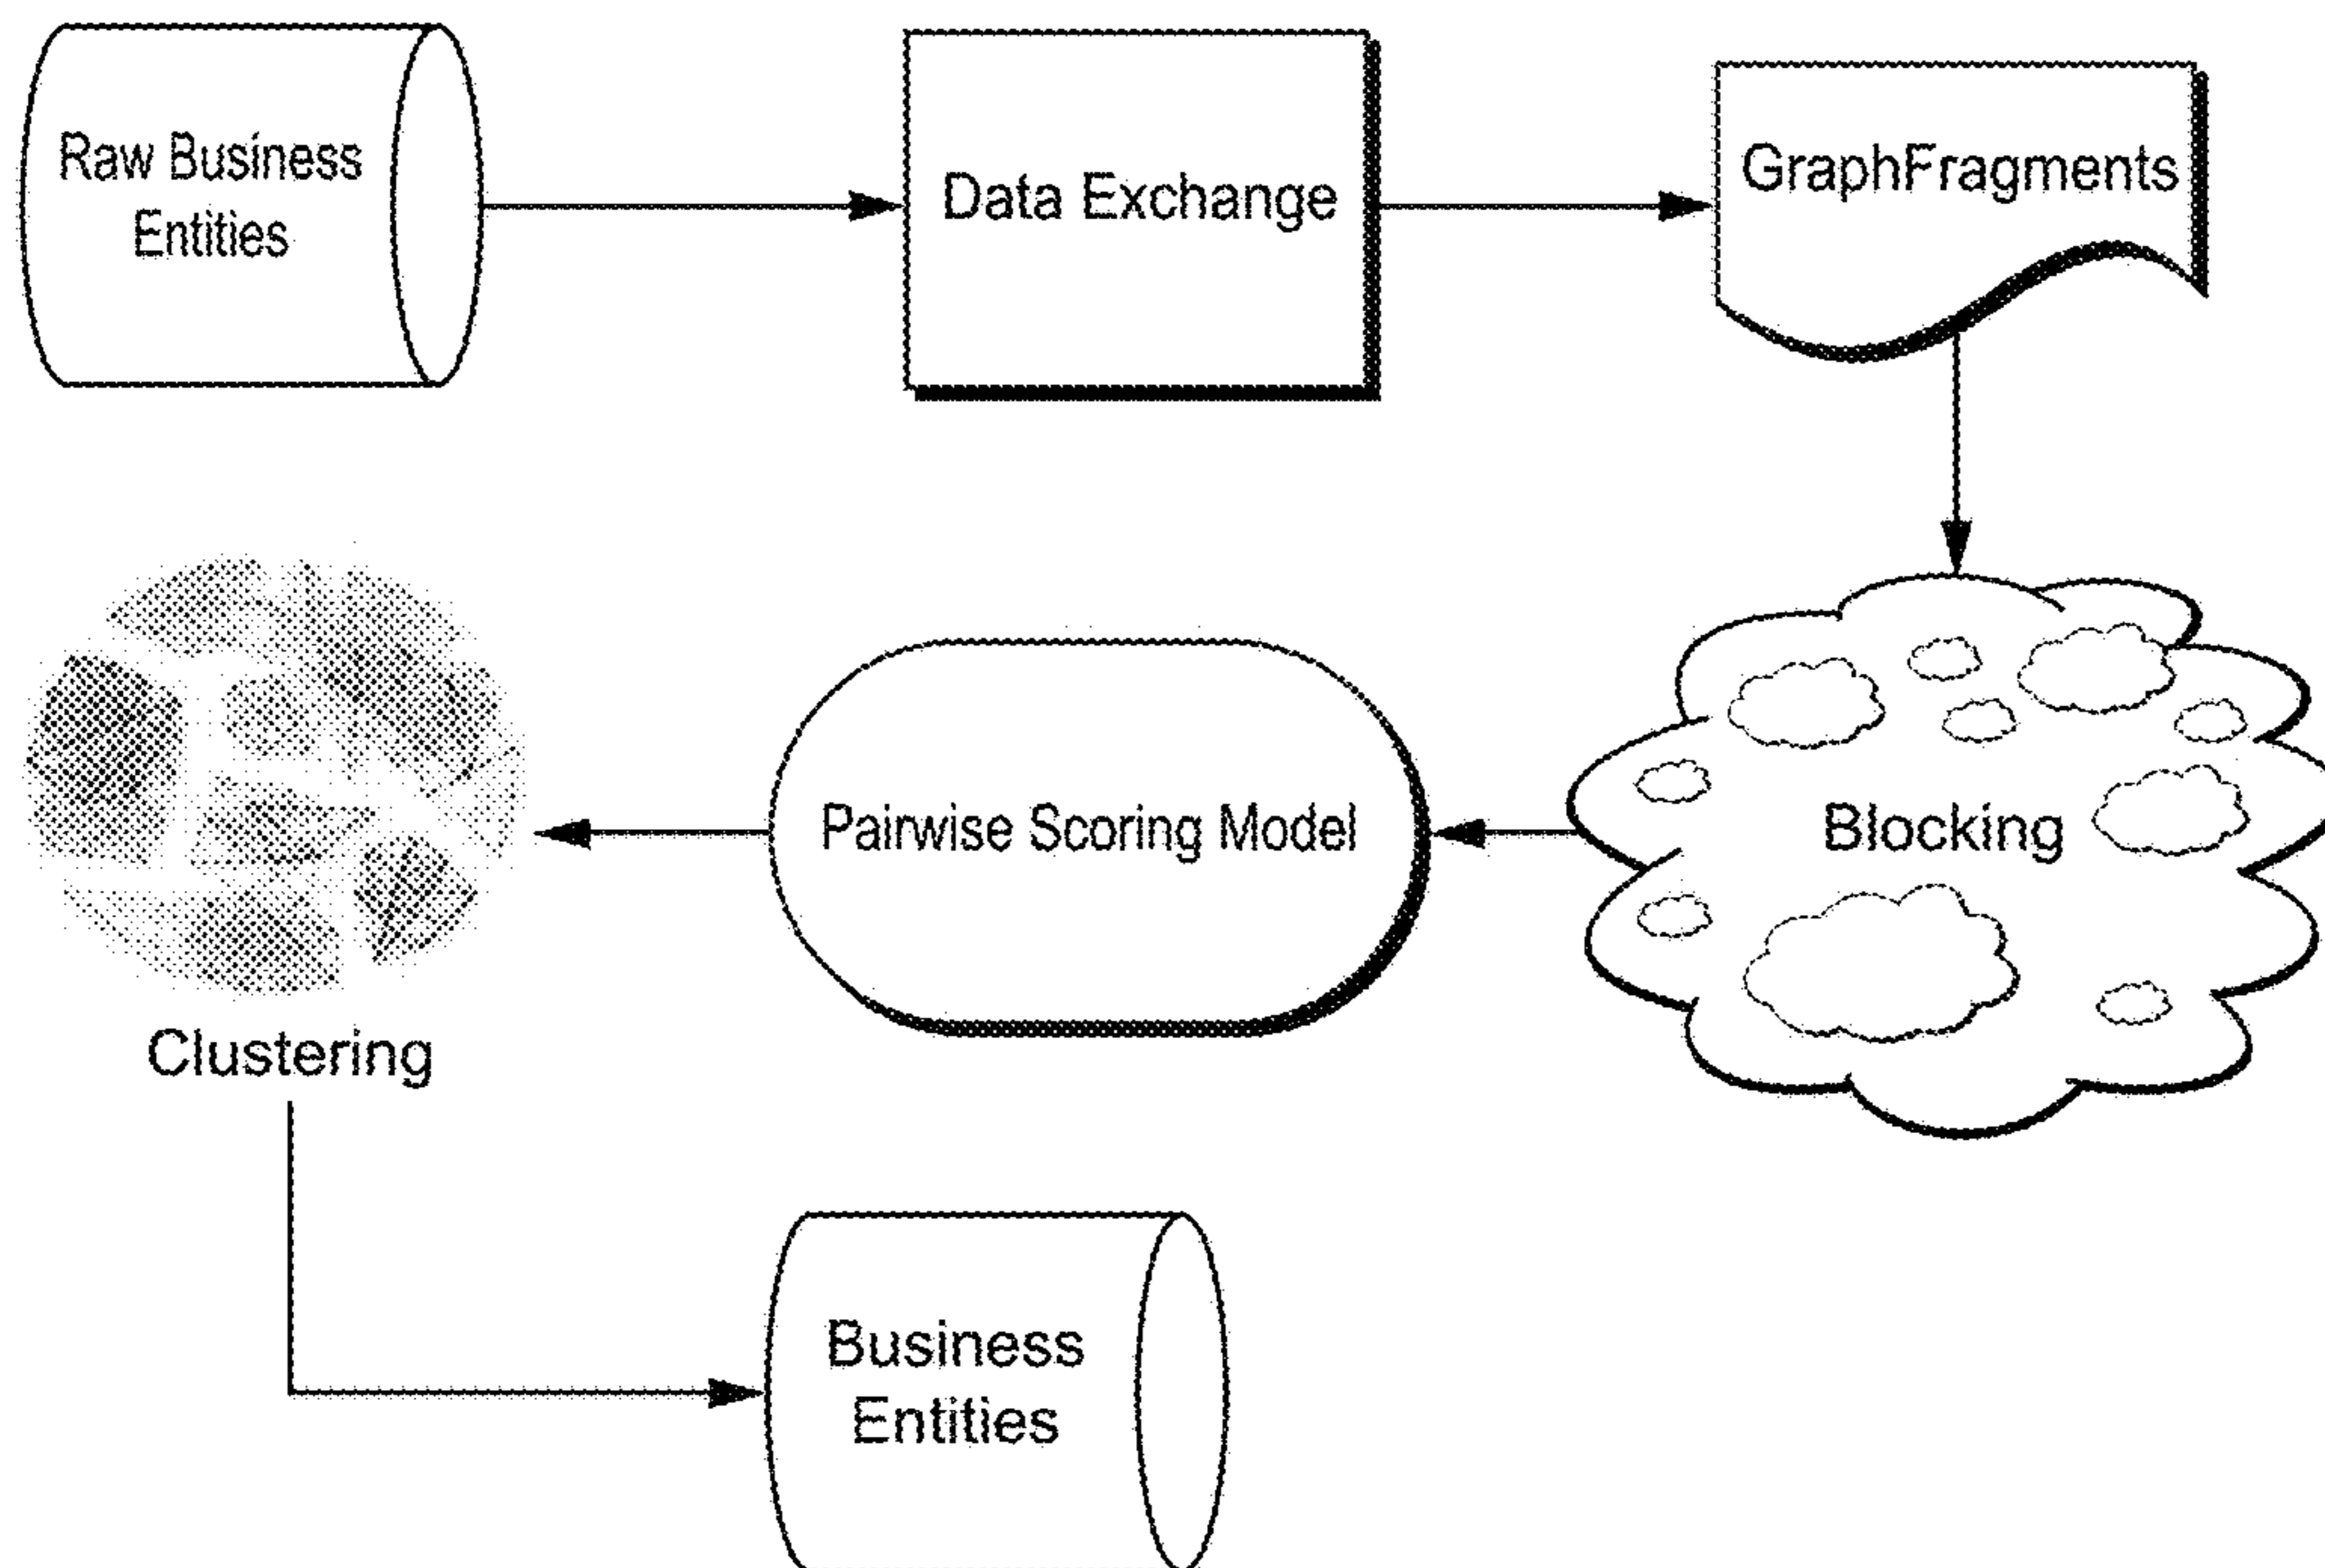 Raw Business
Entities
Data Exchange
GraphFragments
Blocking
Pairwise Scoring Model
Clustering
Business
Entities